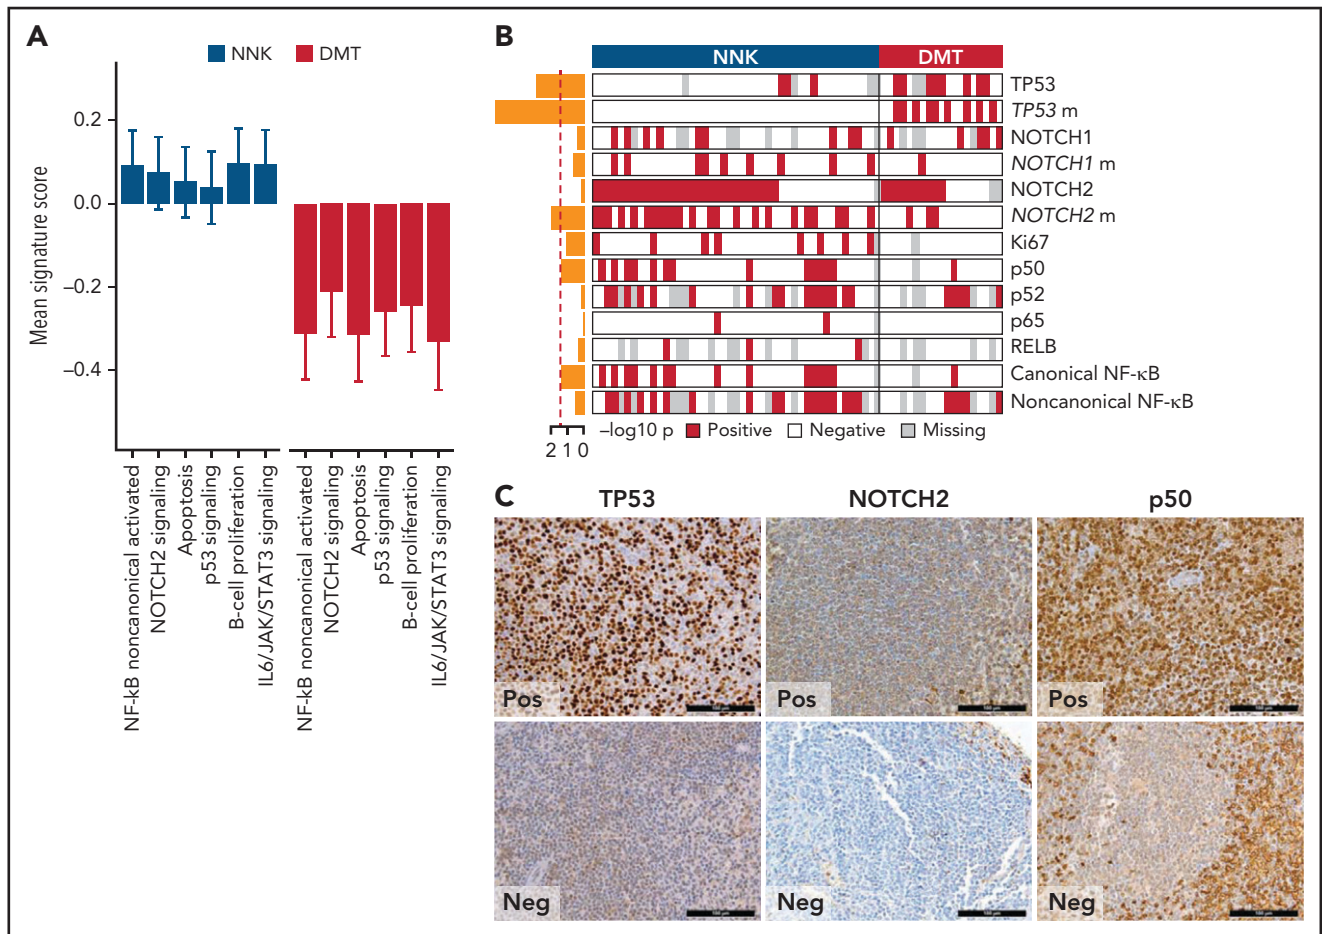 A
NNK DMT
Mean signature score
0.2
0.0
–0.2
–0.4
NF-kB noncanonical activated
NOTCH2 signaling
Apoptosis
p53 signaling
B-cell proliferation
IL6/JAK/STAT3 signaling
NF-kB noncanonical activated
NOTCH2 signaling
Apoptosis
p53 signaling
B-cell proliferation
IL6/JAK/STAT3 signaling
B
NNK DMT
TP53
TP53 m
NOTCH1
NOTCH1 m
NOTCH2
NOTCH2 m
Ki67
p50
p52
p65
RELB
Canonical NF-κB
Noncanonical NF-κB
2 1 0
–log10 p Positive Negative Missing
C
TP53 NOTCH2 p50
Pos Pos Pos
Neg Neg Neg